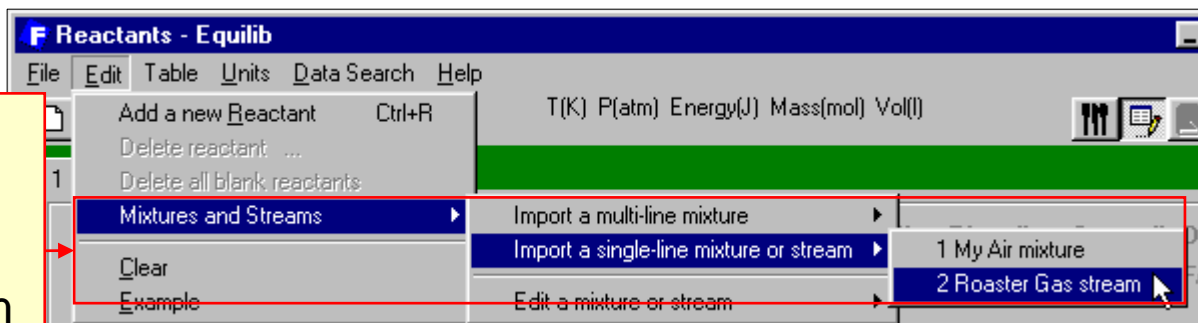 F Reactants - Equilib
File Edit Table Units Data Search Help
T(K) P(atm) Energy(J) Mass(mol) Vol(l)
Add a new Reactant Ctrl+R
Delete reactant ...
Delete all blank reactants
1
Mixtures and Streams
Import a multi-line mixture
Import a single-line mixture or stream
1 My Air mixture
2 Roaster Gas stream
Clear
Example
Edit a mixture or stream